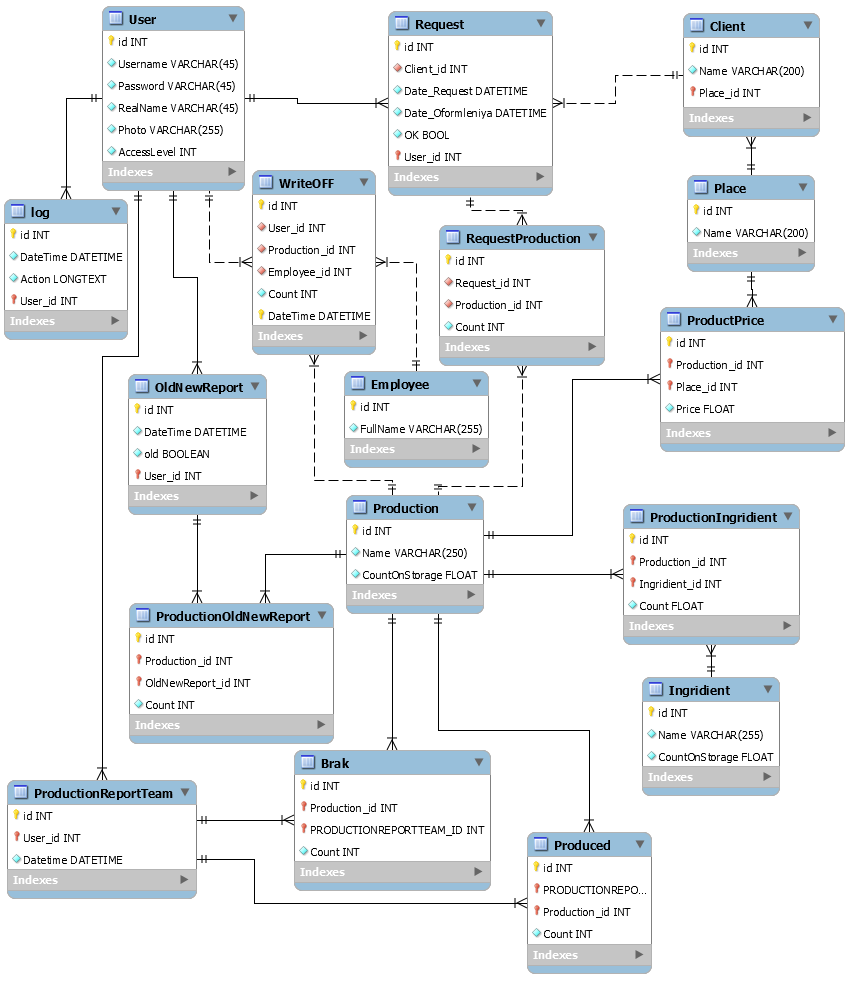 User
id INT
Username VARCHAR(45)
Password VARCHAR(45)
RealName VARCHAR(45)
Photo VARCHAR(255)
AccessLevel INT
Indexes
Request
id INT
Client_id INT
Date_Request DATETIME
Date_Oformleniya DATETIME
OK BOOL
User_id INT
Indexes
Client
id INT
Name VARCHAR(200)
Place_id INT
Indexes
log
id INT
DateTime DATETIME
Action LONGTEXT
User_id INT
Indexes
WriteOFF
id INT
User_id INT
Production_id INT
Employee_id INT
Count INT
DateTime DATETIME
Indexes
RequestProduction
id INT
Request_id INT
Production_id INT
Count INT
Indexes
Place
id INT
Name VARCHAR(200)
Indexes
ProductPrice
id INT
Production_id INT
Place_id INT
Price FLOAT
Indexes
OldNewReport
id INT
DateTime DATETIME
old BOOLEAN
User_id INT
Indexes
Employee
id INT
FullName VARCHAR(255)
Indexes
Production
id INT
Name VARCHAR(250)
CountOnStorage FLOAT
Indexes
ProductionIngridient
id INT
Production_id INT
Ingridient_id INT
Count FLOAT
Indexes
ProductionOldNewReport
id INT
Production_id INT
OldNewReport_id INT
Count INT
Indexes
Ingridient
id INT
Name VARCHAR(255)
CountOnStorage FLOAT
Indexes
ProductionReportTeam
id INT
User_id INT
Datetime DATETIME
Indexes
Brak
id INT
Production_id INT
PRODUCTIONREPORTTEAM_ID INT
Count INT
Indexes
Produced
id INT
PRODUCTIONREPO...
Production_id INT
Count INT
Indexes